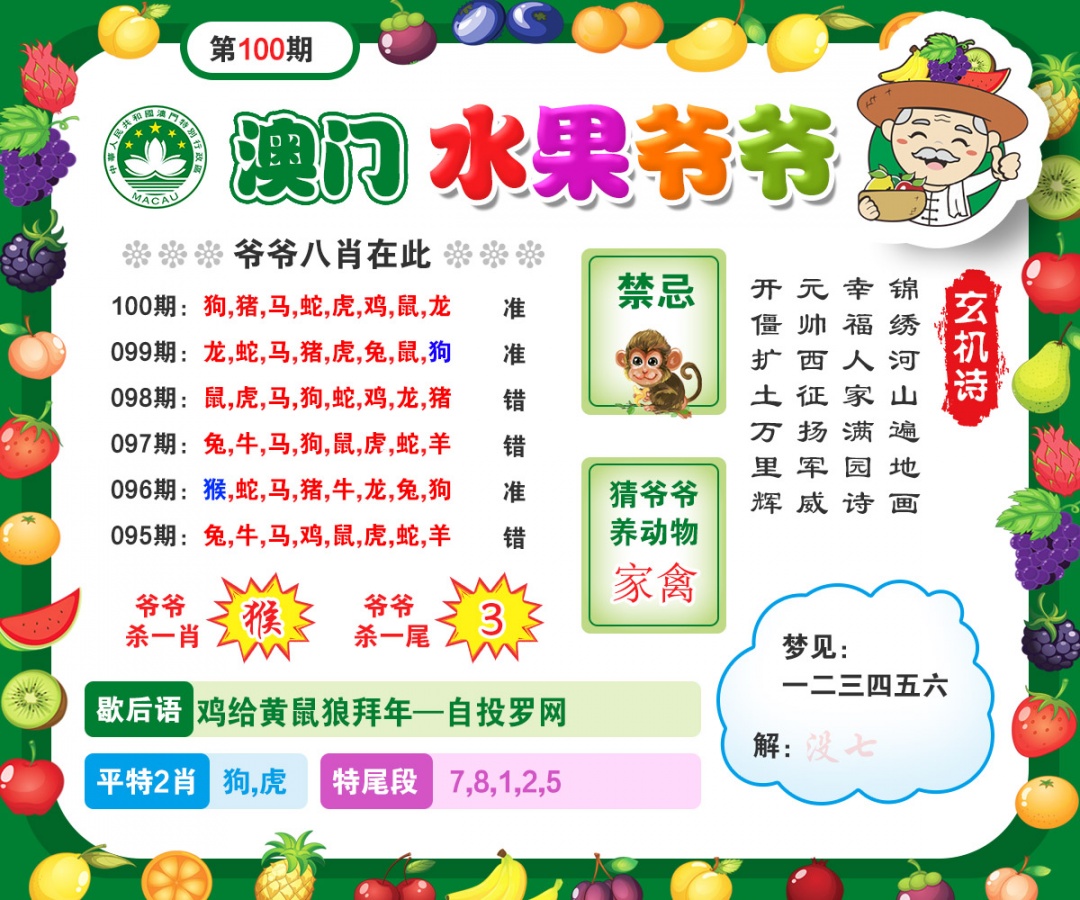 第100期
中華人民共和國澳門特別行政區
MACAU
澳门 水果爷爷
爷爷八肖在此
100期：狗,猪,马,蛇,虎,鸡,鼠,龙 准
099期：龙,蛇,马,猪,虎,兔,鼠,狗 准
098期：鼠,虎,马,狗,蛇,鸡,龙,猪 错
097期：兔,牛,马,狗,鼠,虎,蛇,羊 错
096期：猴,蛇,马,猪,牛,龙,兔,狗 准
095期：兔,牛,马,鸡,鼠,虎,蛇,羊 错
爷爷
杀一肖
猴
爷爷
杀一尾
3
禁忌
猜爷爷
养动物
家禽
玄机诗
锦绣河山遍地画
幸福人家满园诗
元帅西征扬军威
开僵扩土万里辉
歇后语 鸡给黄鼠狼拜年—自投罗网
平特2肖 狗,虎
特尾段 7,8,1,2,5
梦见：
一二三四五六
解：没七